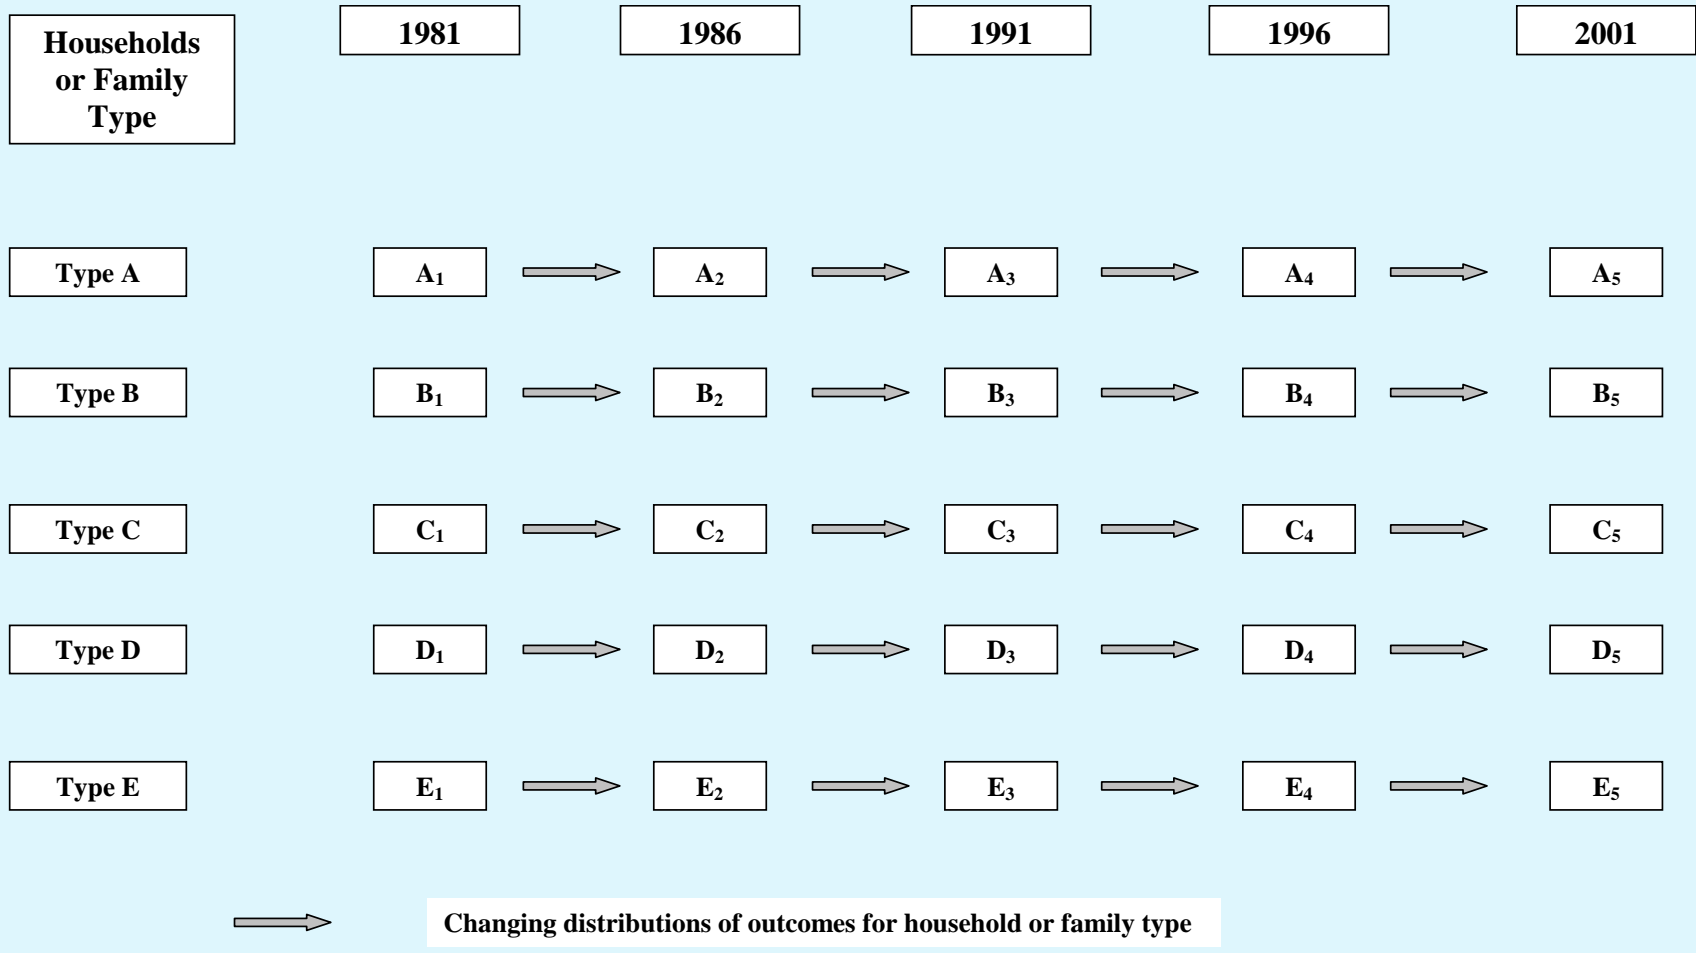 Households
or Family
Type
1981
1986
1991
1996
2001
Type A
A₁
A₂
A₃
A₄
A₅
Type B
B₁
B₂
B₃
B₄
B₅
Type C
C₁
C₂
C₃
C₄
C₅
Type D
D₁
D₂
D₃
D₄
D₅
Type E
E₁
E₂
E₃
E₄
E₅
Changing distributions of outcomes for household or family type